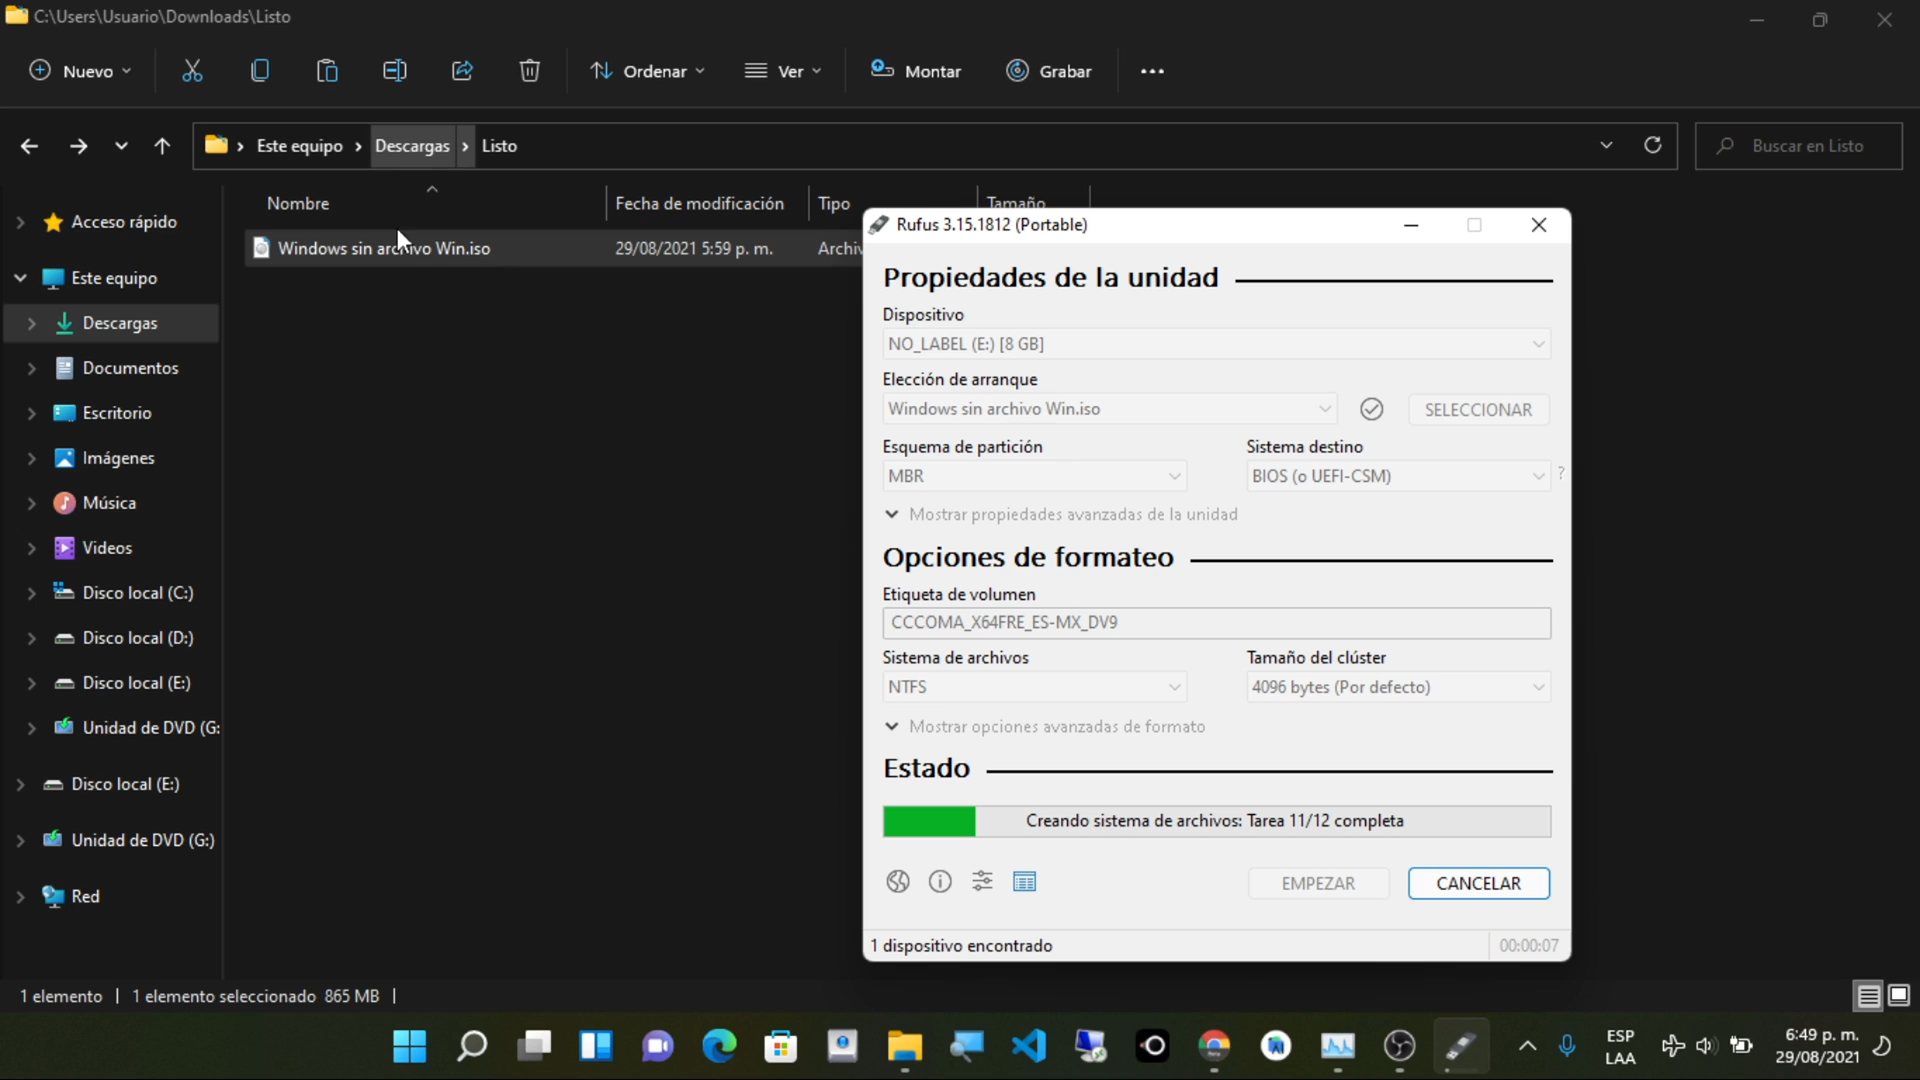 C:\Users\Usuario\Downloads\Listo
Nuevo
Ordenar
Ver
Montar
Grabar
Este equipo
Descargas
Listo
Buscar en Listo
Nombre
Fecha de modificación
Tipo
Tamaño
Windows sin archivo Win.iso
29/08/2021 5:59 p. m.
Archiv
Acceso rápido
Este equipo
Descargas
Documentos
Escritorio
Imágenes
Música
Videos
Disco local (C:)
Disco local (D:)
Disco local (E:)
Unidad de DVD (G:
Disco local (E:)
Unidad de DVD (G:)
Red
Rufus 3.15.1812 (Portable)
Propiedades de la unidad
Dispositivo
NO_LABEL (E:) [8 GB]
Elección de arranque
Windows sin archivo Win.iso
SELECCIONAR
Esquema de partición
Sistema destino
MBR
BIOS (o UEFI-CSM)
?
Mostrar propiedades avanzadas de la unidad
Opciones de formateo
Etiqueta de volumen
CCCOMA_X64FRE_ES-MX_DV9
Sistema de archivos
Tamaño del clúster
NTFS
4096 bytes (Por defecto)
Mostrar opciones avanzadas de formato
Estado
Creando sistema de archivos: Tarea 11/12 completa
EMPEZAR
CANCELAR
1 dispositivo encontrado
00:00:07
1 elemento
1 elemento seleccionado 865 MB
ESP
LAA
6:49 p. m.
29/08/2021